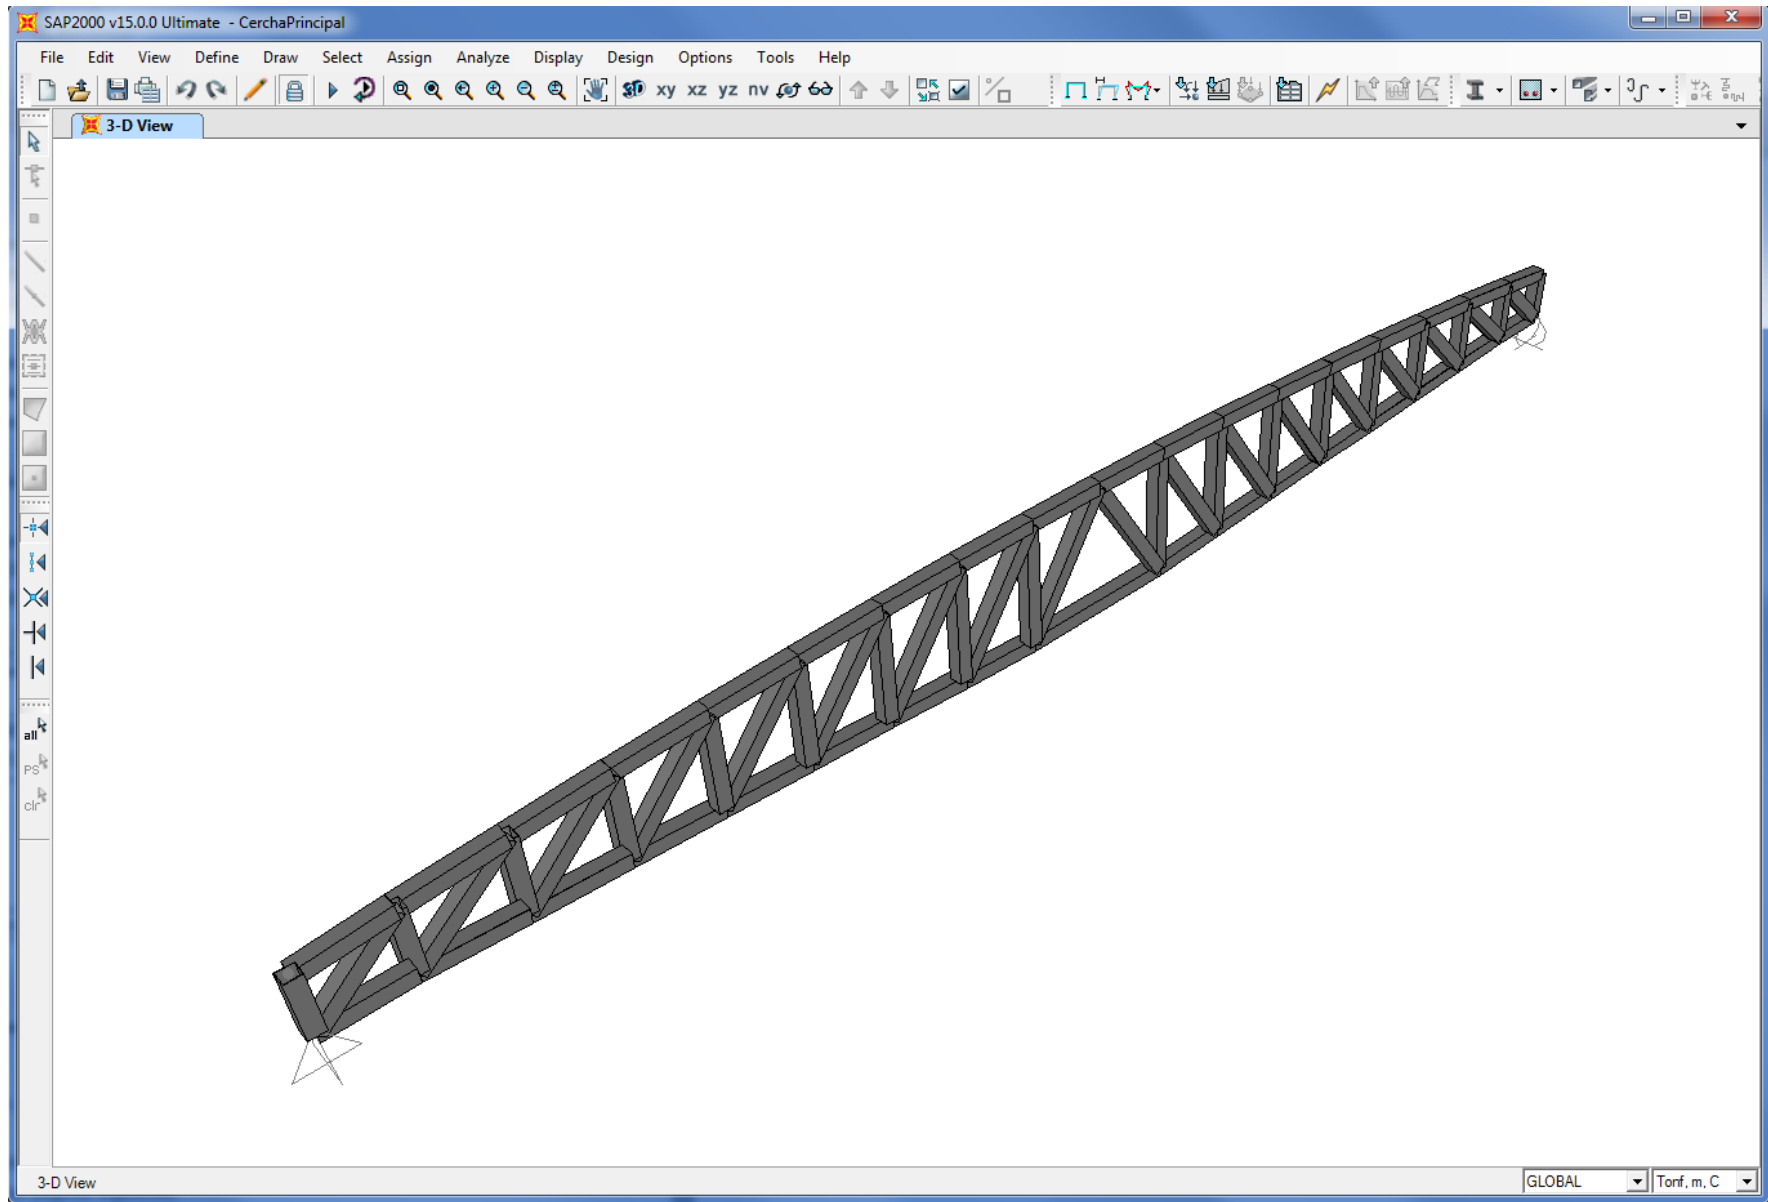 SAP2000 v15.0.0 Ultimate - CerchaPrincipal
File Edit View Define Draw Select Assign Analyze Display Design Options Tools Help
3D xy xz yz nv
3-D View
all
PS
clr
3-D View
GLOBAL
Tonf, m, C